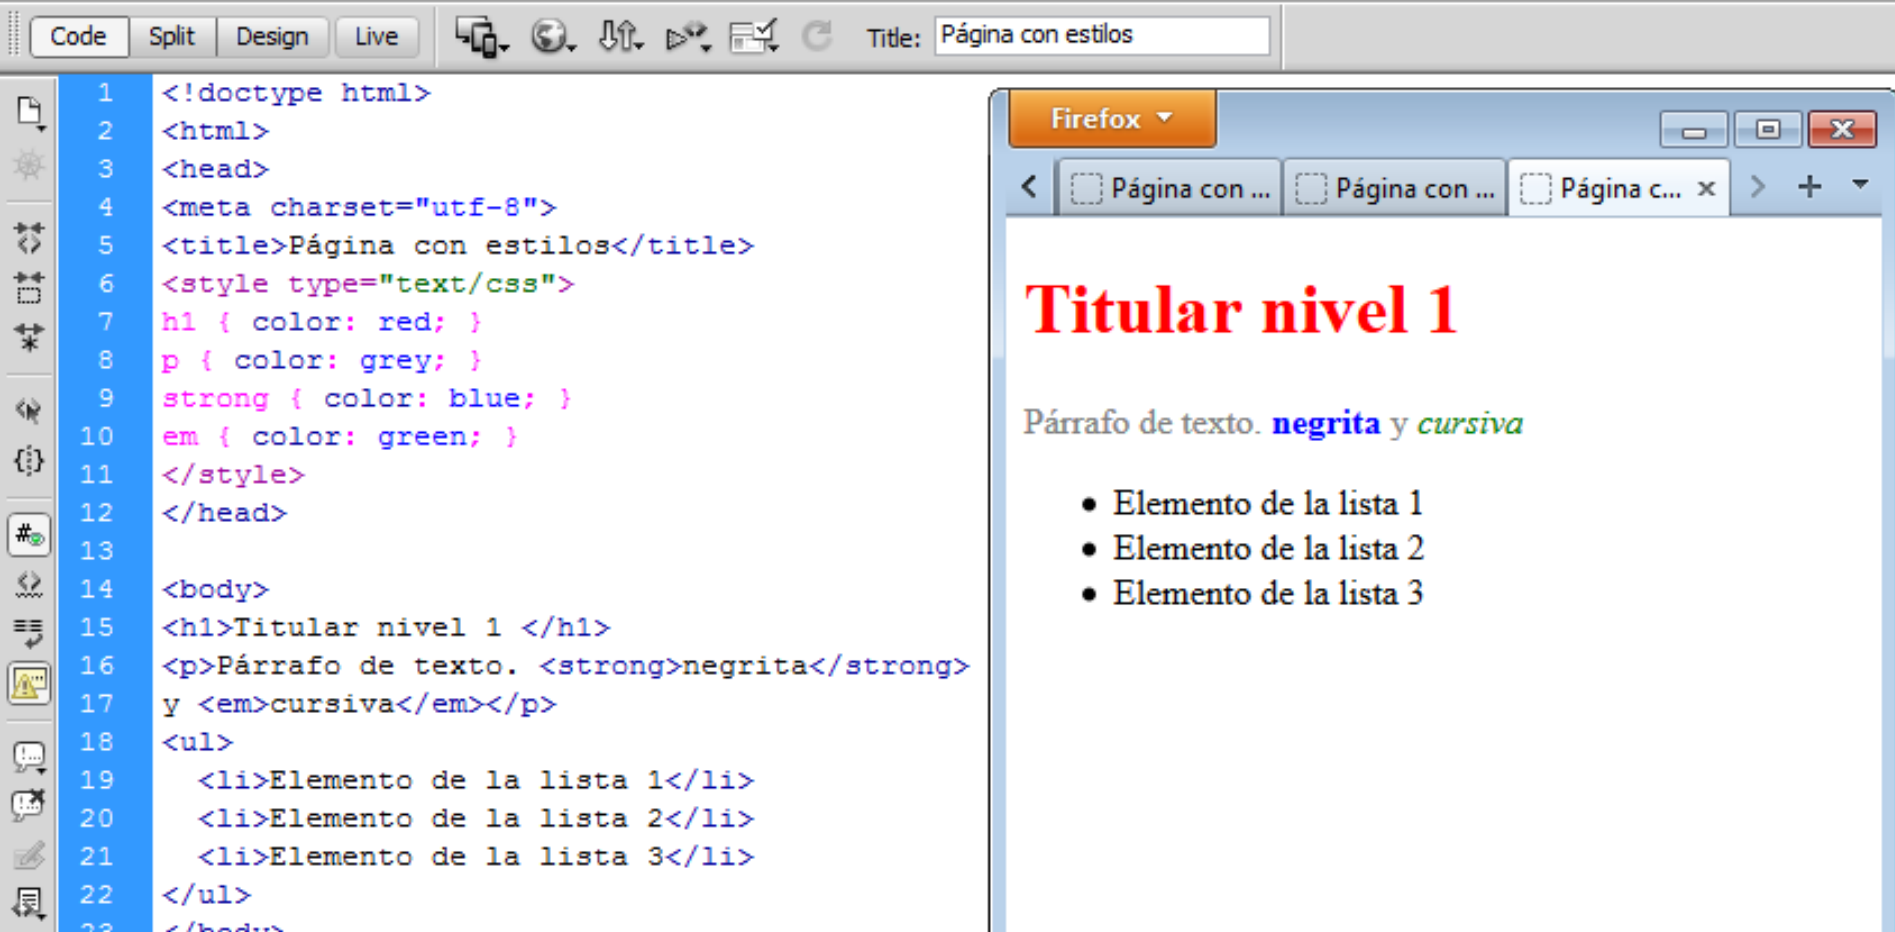 Code Split Design Live Title: Página con estilos
1 <!doctype html>
2 <html>
3 <head>
4 <meta charset="utf-8">
5 <title>Página con estilos</title>
6 <style type="text/css">
7 h1 { color: red; }
8 p { color: grey; }
9 strong { color: blue; }
10 em { color: green; }
11 </style>
12 </head>
13
14 <body>
15 <h1>Titular nivel 1 </h1>
16 <p>Párrafo de texto. <strong>negrita</strong>
17 y <em>cursiva</em></p>
18 <ul>
19 <li>Elemento de la lista 1</li>
20 <li>Elemento de la lista 2</li>
21 <li>Elemento de la lista 3</li>
22 </ul>
23 </body>
Firefox
Página con ... Página con ... Página c...
Titular nivel 1
Párrafo de texto. negrita y cursiva
• Elemento de la lista 1
• Elemento de la lista 2
• Elemento de la lista 3